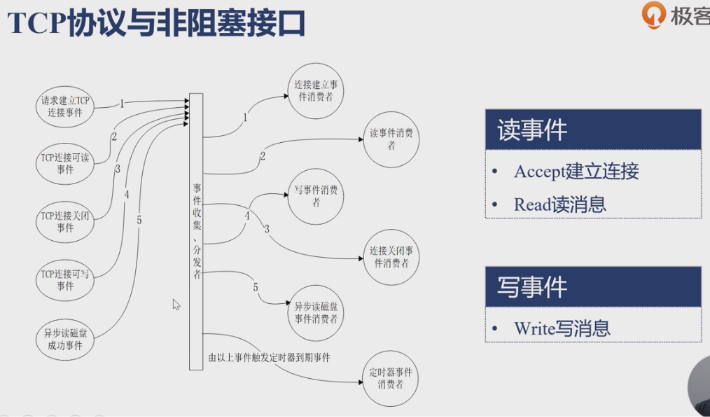 TCP协议与非阻塞接口
极客
请求建立TCP
连接事件
TCP连接可读
事件
TCP连接关闭
事件
TCP连接可写
事件
异步读磁盘
成功事件
1
2
3
4
5
事件收集、分发者
1
2
4
3
5
由以上事件触发定时器到期事件
连接建立事
件消费者
读事件消费
者
写事件消费
者
连接关闭事
件消费者
异步读磁盘
事件消费者
定时器事件
消费者
读事件
• Accept建立连接
• Read读消息
写事件
• Write写消息